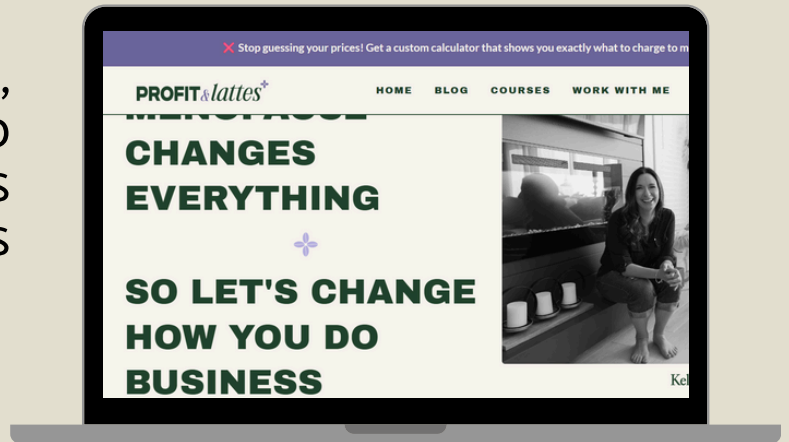 ❌ Stop guessing your prices! Get a custom calculator that shows you exactly what to charge to m
PROFIT & lattes
HOME BLOG COURSES WORK WITH ME
MENOPAUSE
CHANGES
EVERYTHING
SO LET'S CHANGE
HOW YOU DO
BUSINESS
Kel
,
s
s